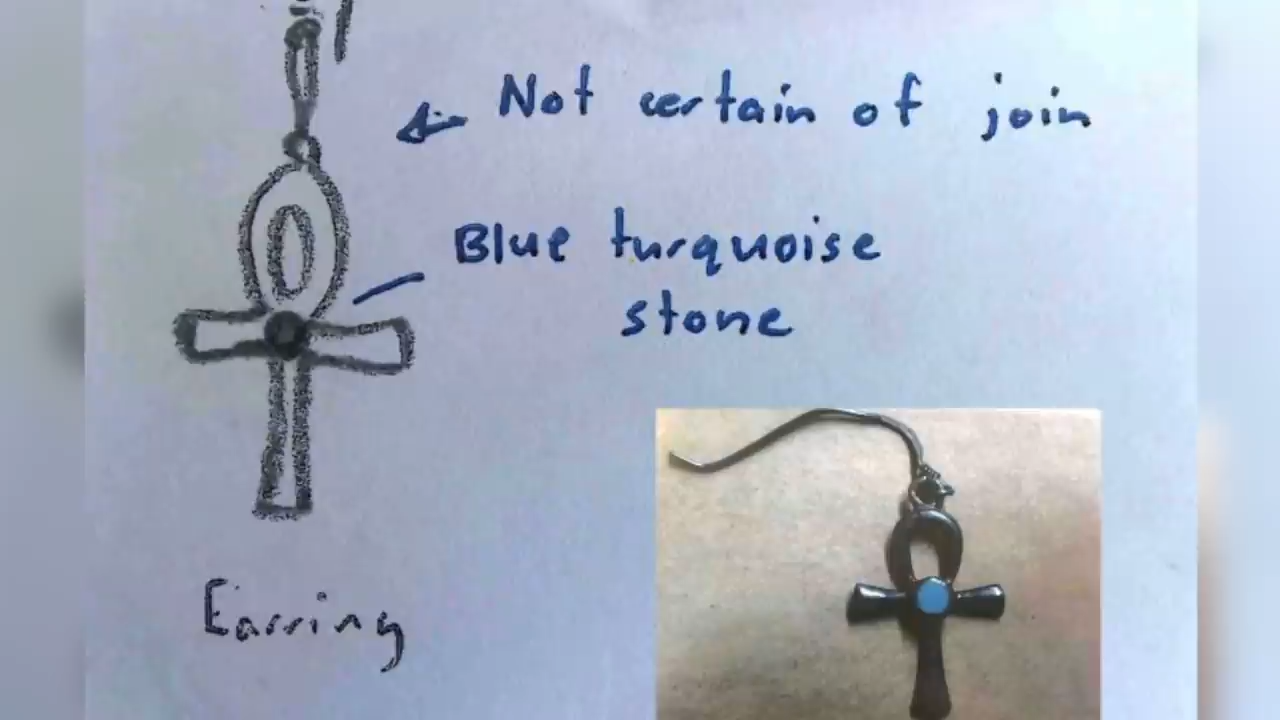 Not certain of join
Blue turquoise
stone
Earring